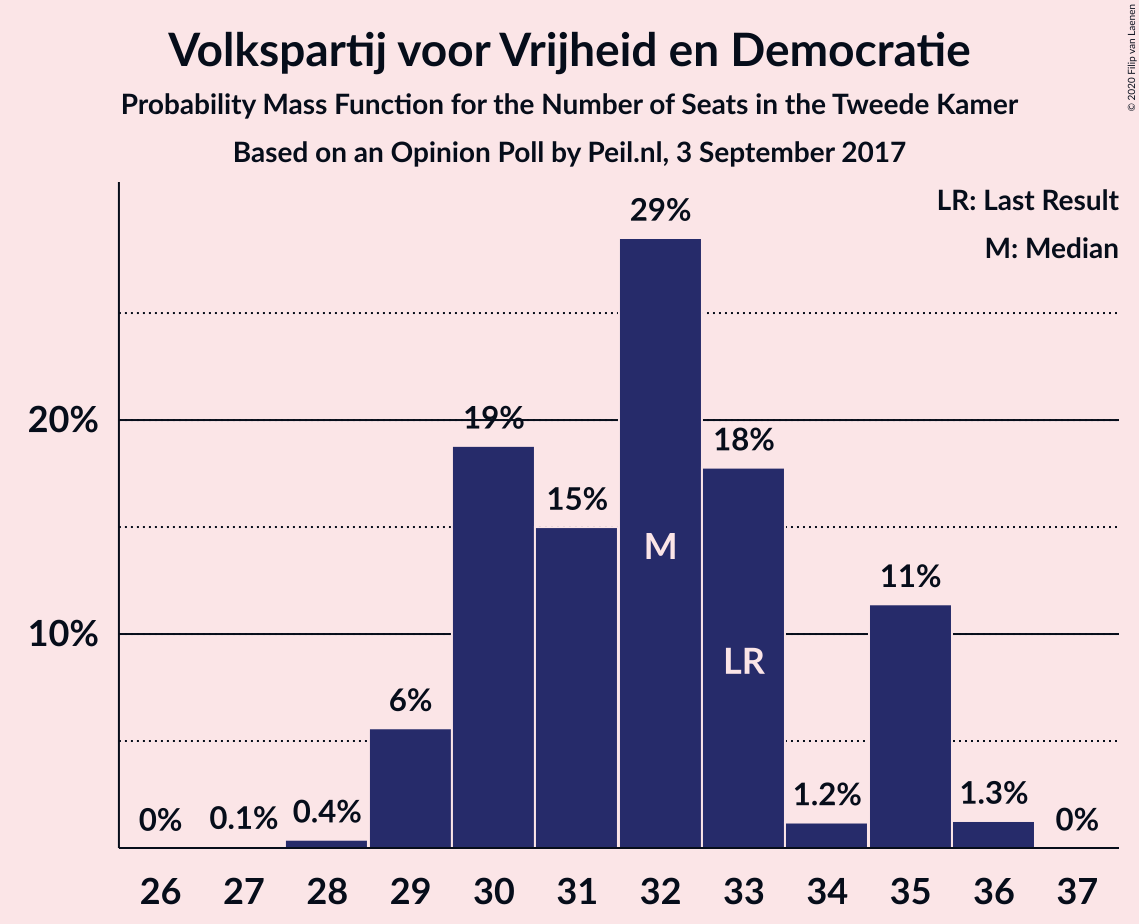 Volkspartij voor Vrijheid en Democratie
Probability Mass Function for the Number of Seats in the Tweede Kamer
Based on an Opinion Poll by Peil.nl, 3 September 2017
© 2020 Filip van Laenen
LR: Last Result
M: Median
20%
10%
0%
0.1%
0.4%
6%
19%
15%
29%
18%
1.2%
11%
1.3%
0%
M
LR
26 27 28 29 30 31 32 33 34 35 36 37